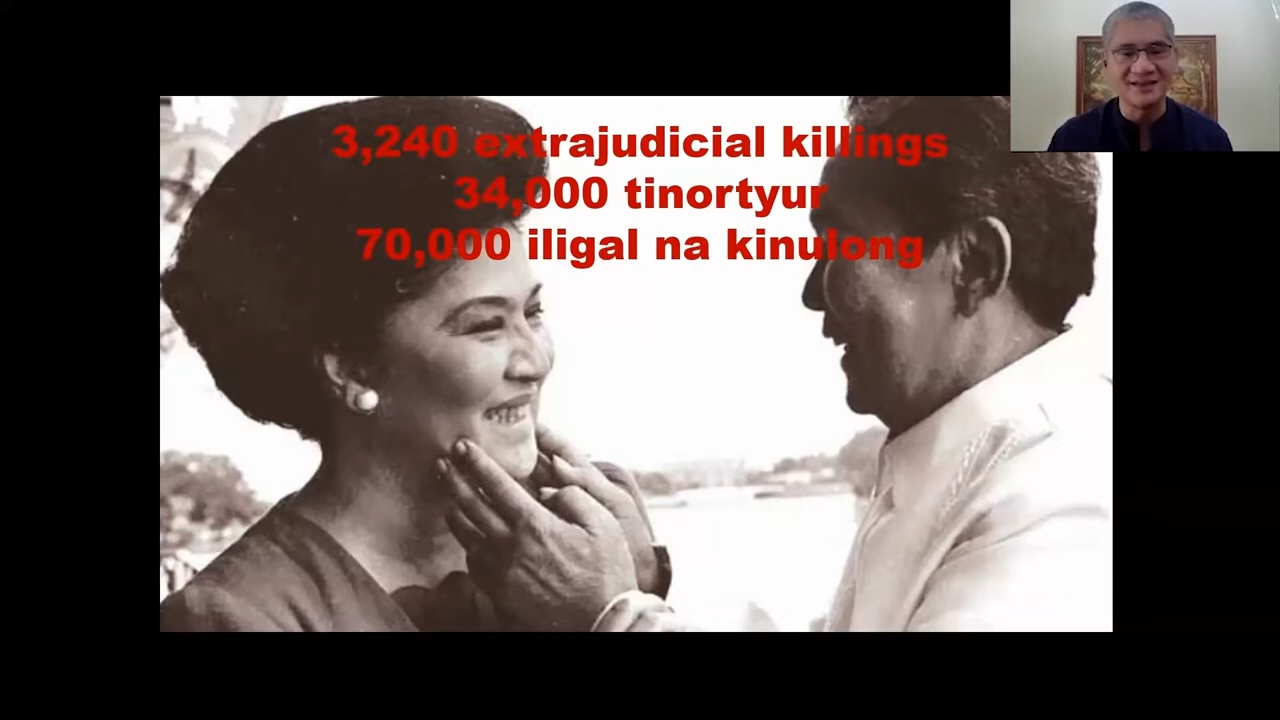 3,240 extrajudicial killings
34,000 tinortyur
70,000 iligal na kinulong